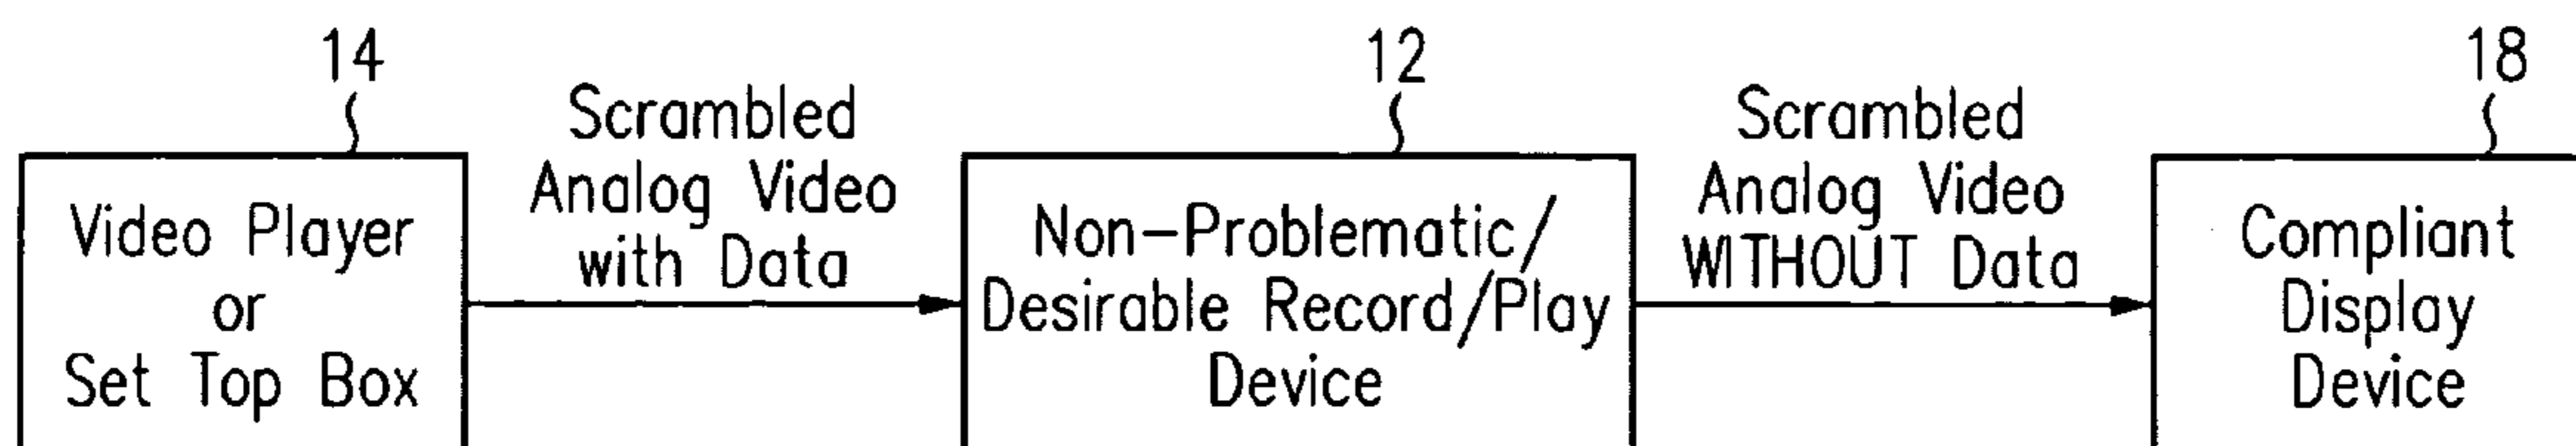 14
12
18
Scrambled
Analog Video
with Data
Scrambled
Analog Video
WITHOUT Data
Video Player
or
Set Top Box
Non-Problematic/
Desirable Record/Play
Device
Compliant
Display
Device